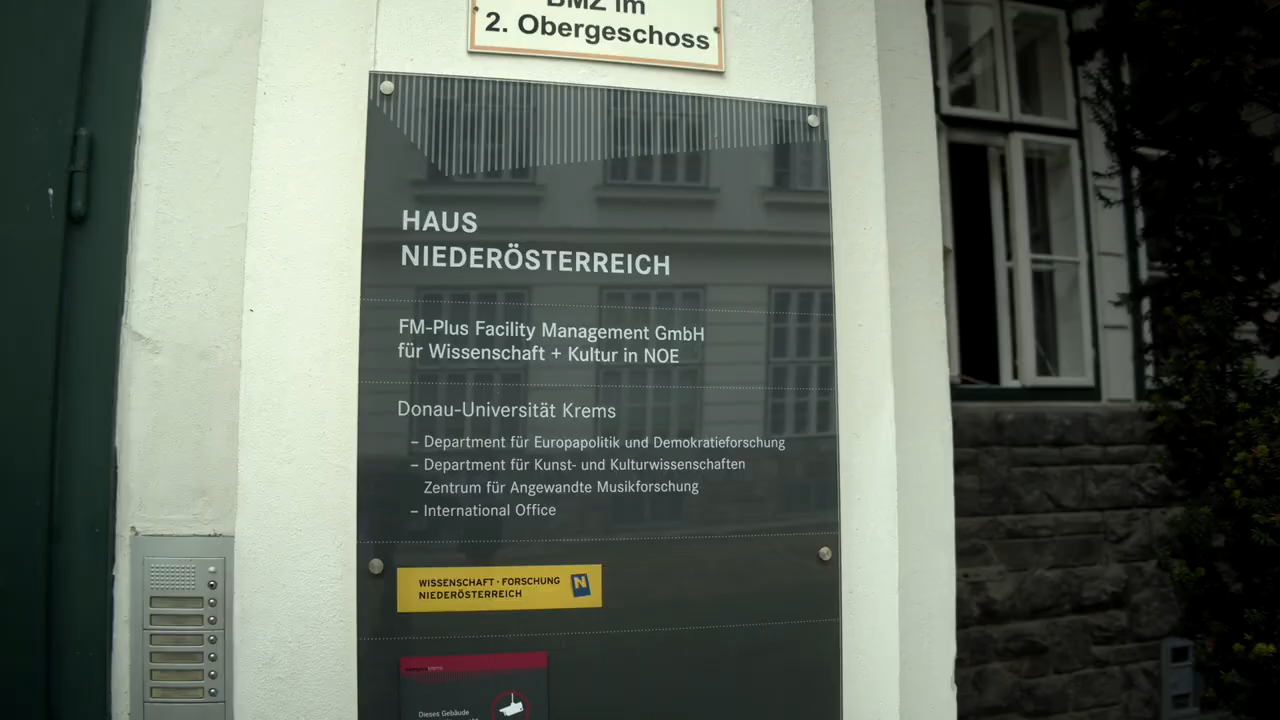 BMZ im
2. Obergeschoss
HAUS
NIEDERÖSTERREICH
FM-Plus Facility Management GmbH
für Wissenschaft + Kultur in NOE
Donau-Universität Krems
– Department für Europapolitik und Demokratieforschung
– Department für Kunst- und Kulturwissenschaften
Zentrum für Angewandte Musikforschung
– International Office
WISSENSCHAFT · FORSCHUNG
NIEDERÖSTERREICH
N
Dieses Gebäude